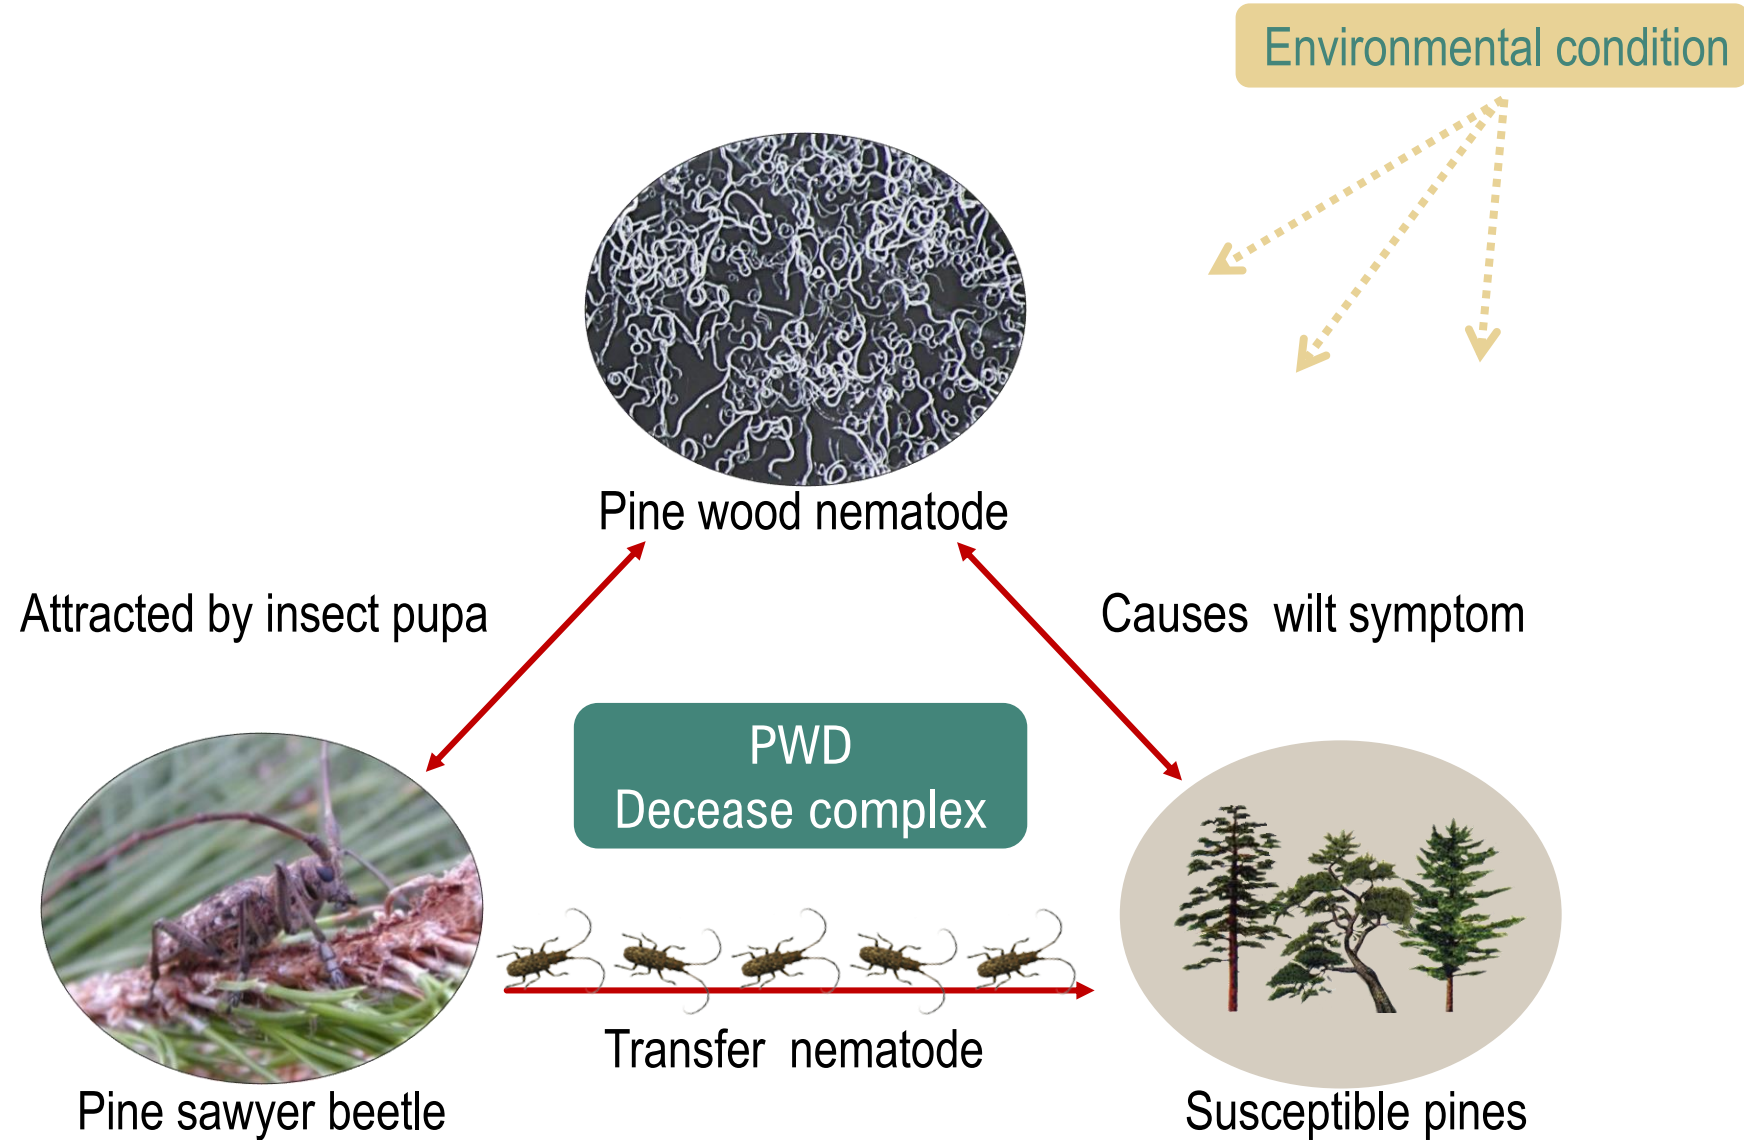 Environmental condition
Pine wood nematode
Attracted by insect pupa
Causes wilt symptom
PWD
Decease complex
Transfer nematode
Pine sawyer beetle
Susceptible pines